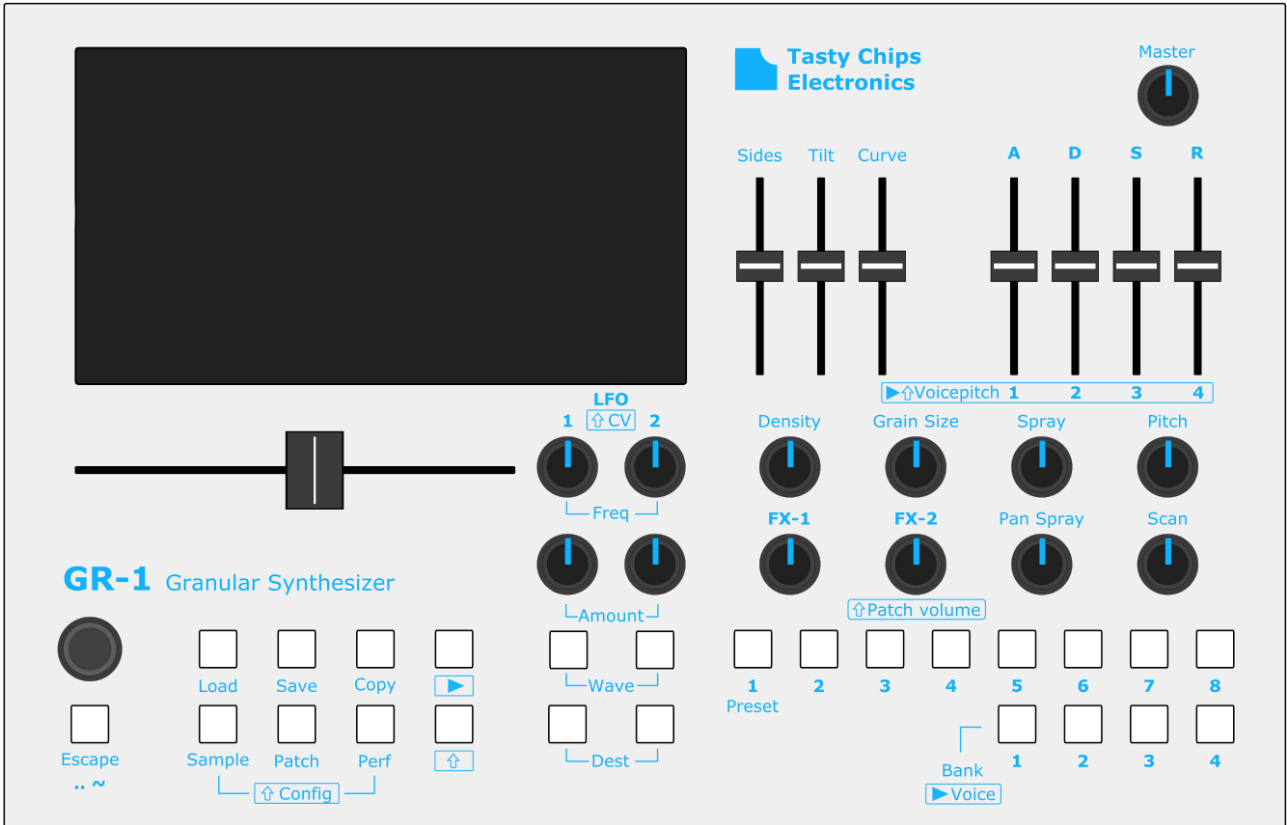 Tasty Chips
Electronics
Master
Sides Tilt Curve A D S R
▶⇧Voicepitch 1 2 3 4
LFO
1 ⇧CV 2
Density Grain Size Spray Pitch
Freq
FX-1 FX-2 Pan Spray Scan
GR-1 Granular Synthesizer
Amount
⇧Patch volume
Load Save Copy ▶
Wave
1 2 3 4 5 6 7 8
Preset
Escape
.. ~
Sample Patch Perf ⇧
⇧ Config
Dest
1 2 3 4
Bank
▶Voice